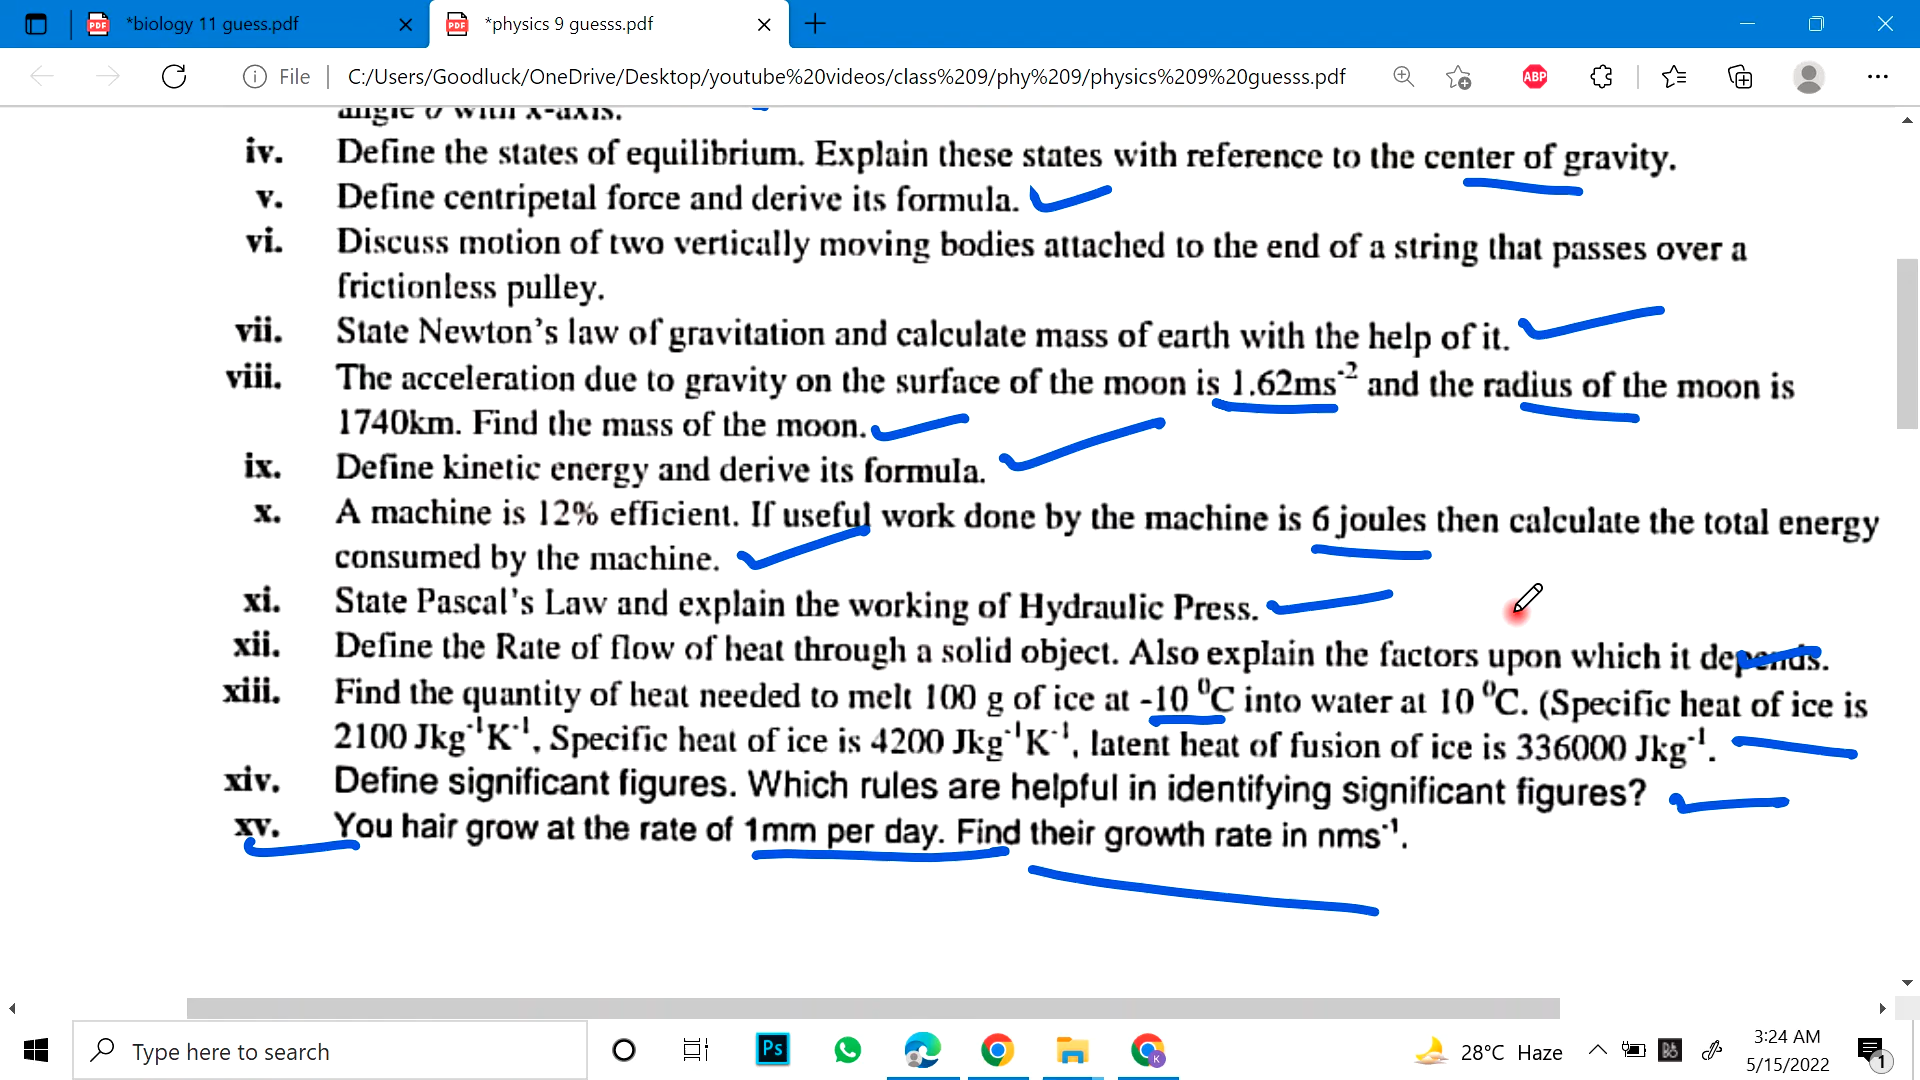 *biology 11 guess.pdf
*physics 9 guesss.pdf
File
C:/Users/Goodluck/OneDrive/Desktop/youtube%20videos/class%209/phy%209/physics%209%20guesss.pdf
ABP
angle θ with x-axis.
iv. Define the states of equilibrium. Explain these states with reference to the center of gravity.
v. Define centripetal force and derive its formula.
vi. Discuss motion of two vertically moving bodies attached to the end of a string that passes over a
frictionless pulley.
vii. State Newton's law of gravitation and calculate mass of earth with the help of it.
viii. The acceleration due to gravity on the surface of the moon is 1.62ms⁻² and the radius of the moon is
1740km. Find the mass of the moon.
ix. Define kinetic energy and derive its formula.
x. A machine is 12% efficient. If useful work done by the machine is 6 joules then calculate the total energy
consumed by the machine.
xi. State Pascal's Law and explain the working of Hydraulic Press.
xii. Define the Rate of flow of heat through a solid object. Also explain the factors upon which it depends.
xiii. Find the quantity of heat needed to melt 100 g of ice at -10 ⁰C into water at 10 ⁰C. (Specific heat of ice is
2100 Jkg⁻¹K⁻¹, Specific heat of ice is 4200 Jkg⁻¹K⁻¹, latent heat of fusion of ice is 336000 Jkg⁻¹.
xiv. Define significant figures. Which rules are helpful in identifying significant figures?
xv. You hair grow at the rate of 1mm per day. Find their growth rate in nms⁻¹.
Type here to search
Ps
K
28°C Haze
3:24 AM
5/15/2022
1